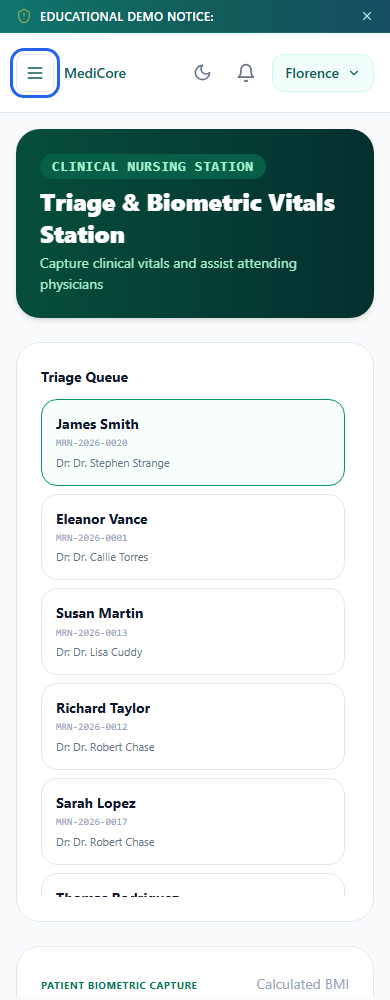 EDUCATIONAL DEMO NOTICE:
MediCore
Florence
CLINICAL NURSING STATION
Triage & Biometric Vitals
Station
Capture clinical vitals and assist attending
physicians
Triage Queue
James Smith
MRN-2026-0020
Dr: Dr. Stephen Strange
Eleanor Vance
MRN-2026-0001
Dr: Dr. Callie Torres
Susan Martin
MRN-2026-0013
Dr: Dr. Lisa Cuddy
Richard Taylor
MRN-2026-0012
Dr: Dr. Robert Chase
Sarah Lopez
MRN-2026-0017
Dr: Dr. Robert Chase
Thomas Rodriguez
PATIENT BIOMETRIC CAPTURE
Calculated BMI